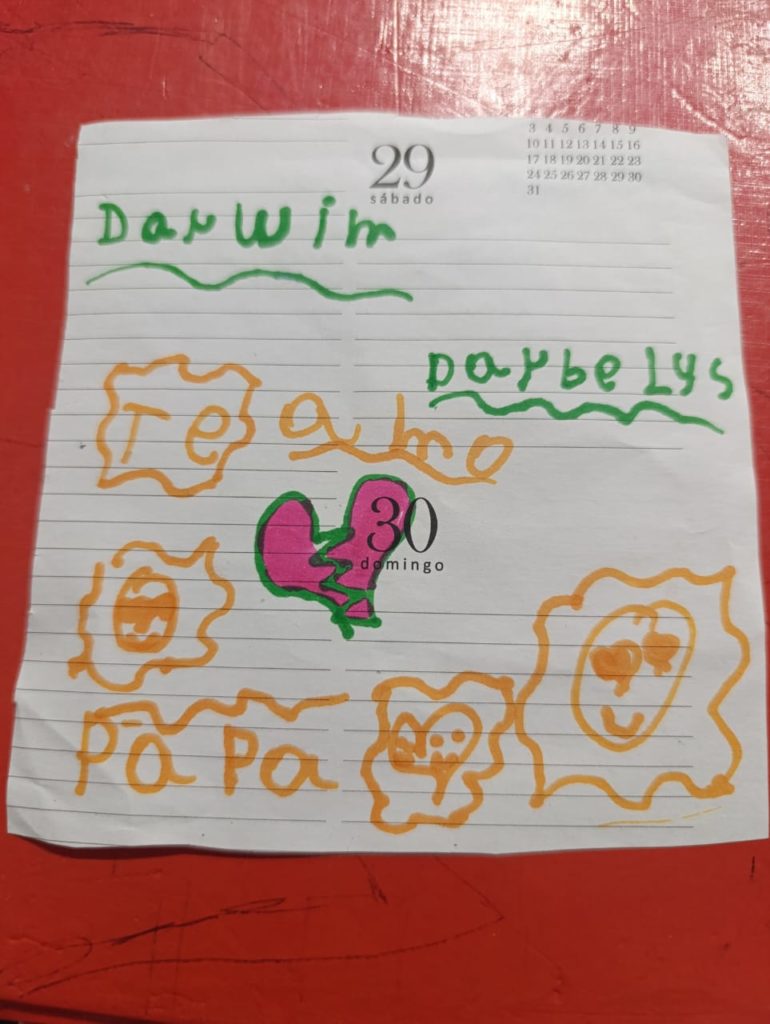 3 4 5 6 7 8 9
10 11 12 13 14 15 16
17 18 19 20 21 22 23
24 25 26 27 28 29 30
31
29
sábado
Darwim
DarbeLys
Te amo
30
domingo
Papa